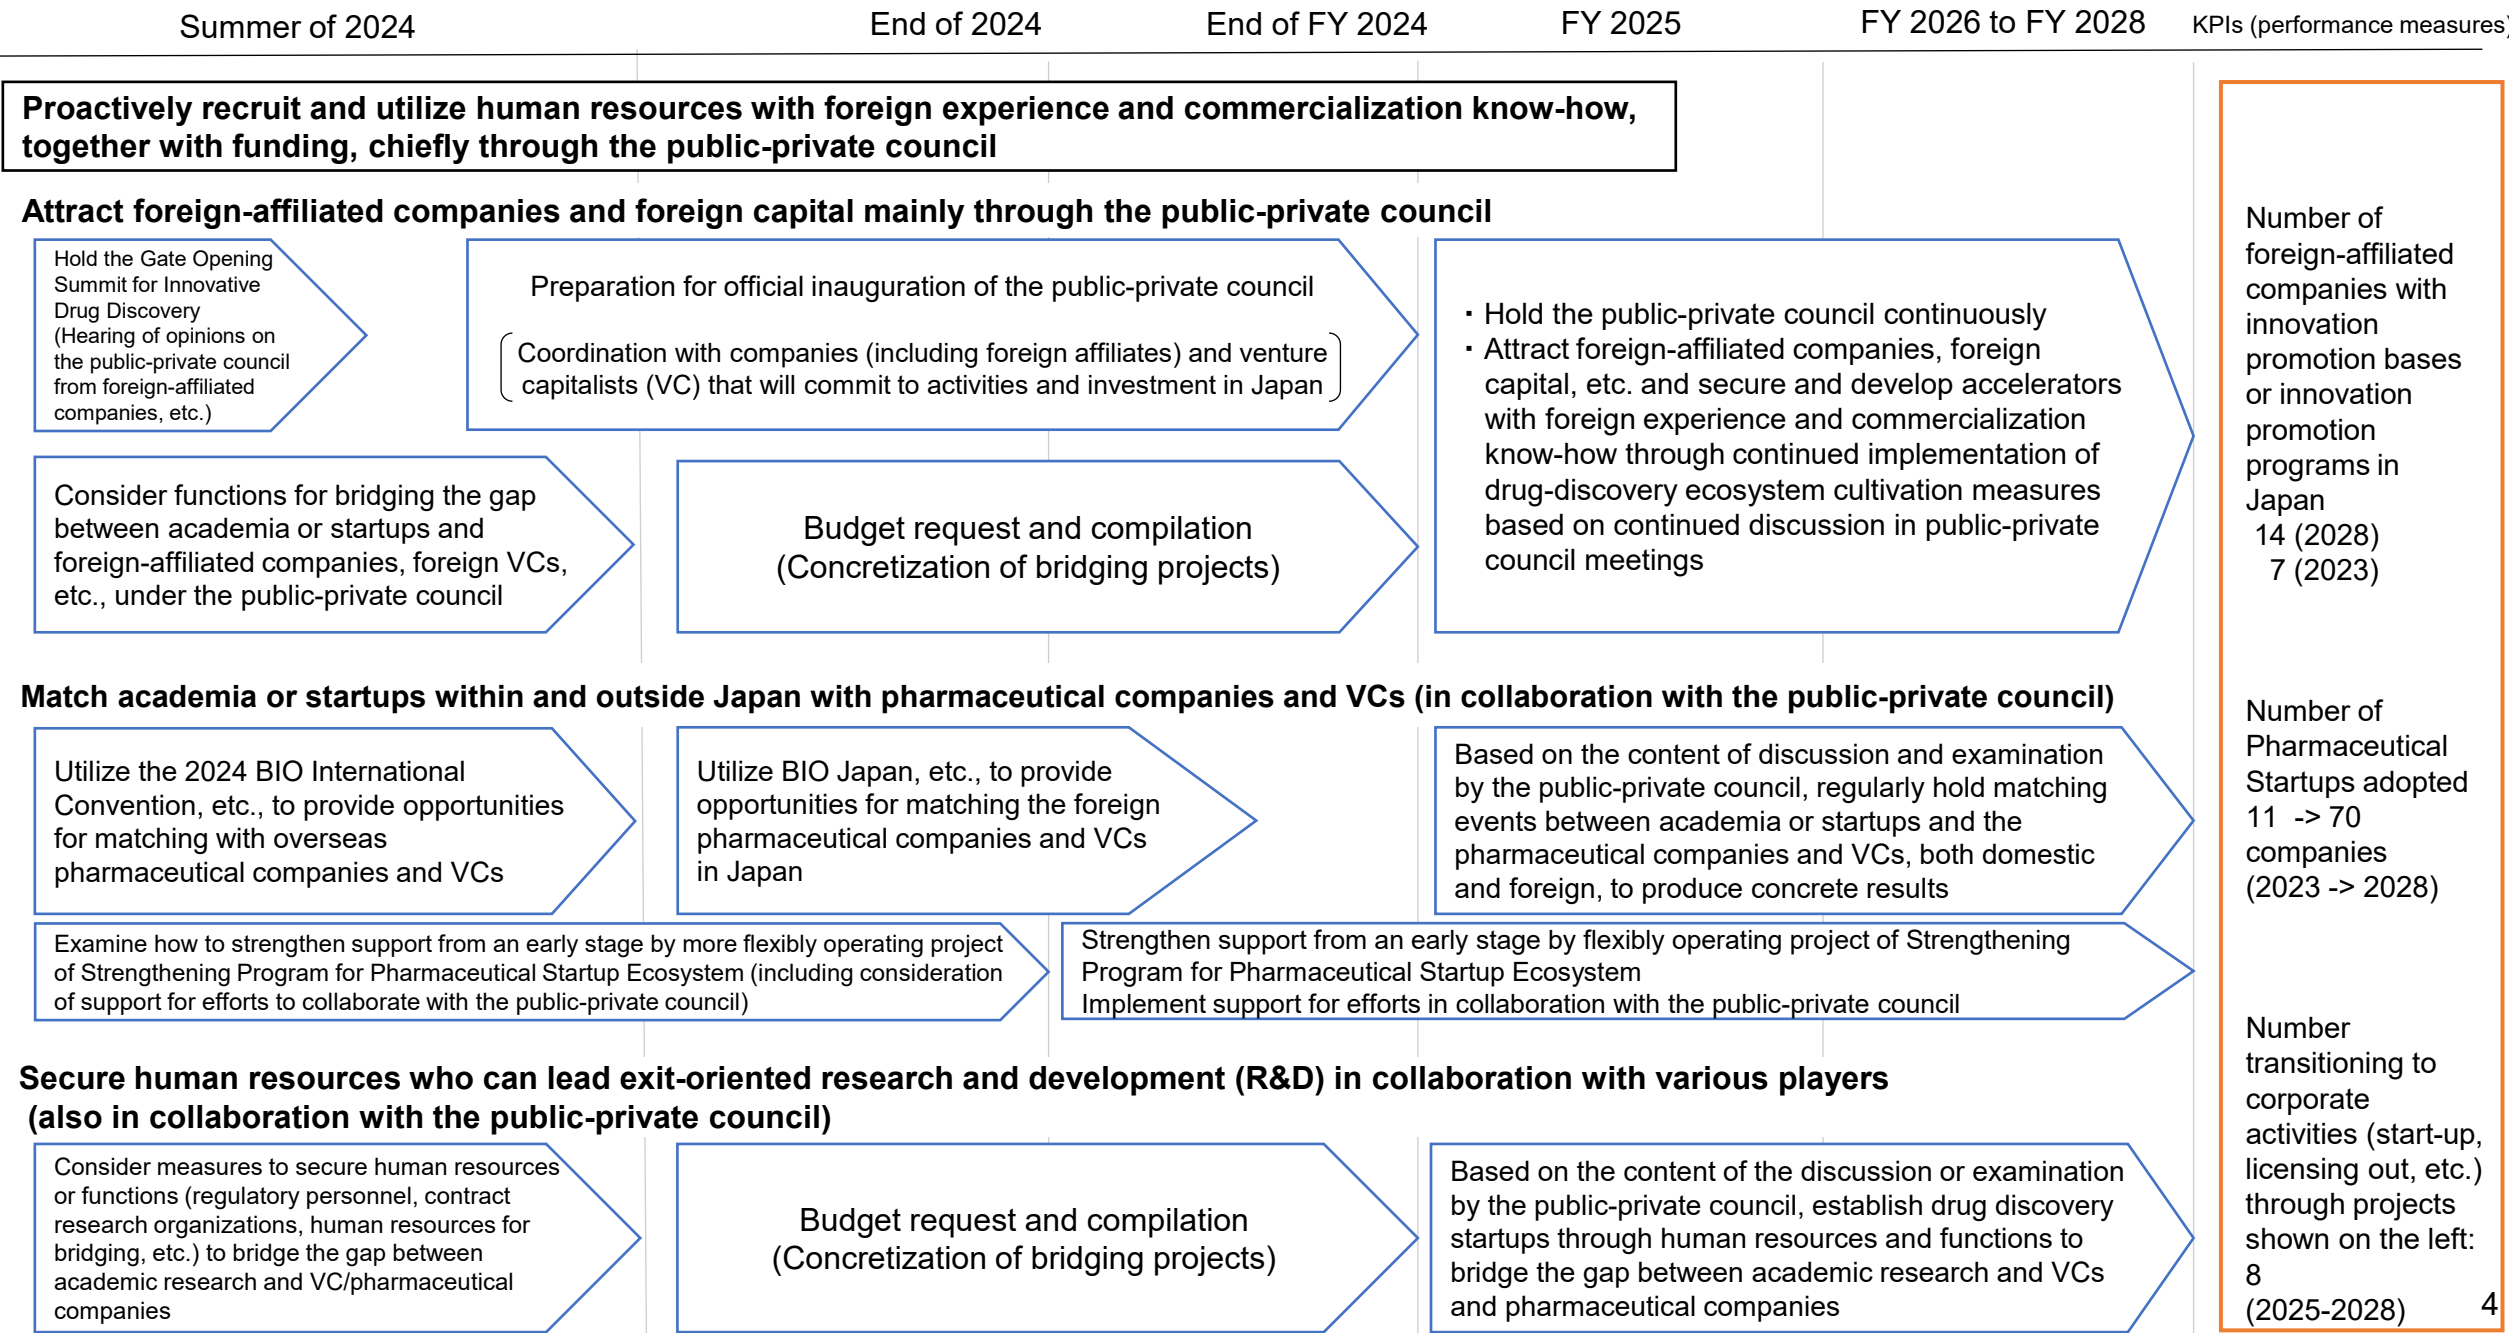 Summer of 2024
End of 2024
End of FY 2024
FY 2025
FY 2026 to FY 2028
KPIs (performance measures)
Proactively recruit and utilize human resources with foreign experience and commercialization know-how,
together with funding, chiefly through the public-private council
Attract foreign-affiliated companies and foreign capital mainly through the public-private council
Hold the Gate Opening
Summit for Innovative
Drug Discovery
(Hearing of opinions on
the public-private council
from foreign-affiliated
companies, etc.)
Preparation for official inauguration of the public-private council
Coordination with companies (including foreign affiliates) and venture
capitalists (VC) that will commit to activities and investment in Japan
・Hold the public-private council continuously
・Attract foreign-affiliated companies, foreign
capital, etc. and secure and develop accelerators
with foreign experience and commercialization
know-how through continued implementation of
drug-discovery ecosystem cultivation measures
based on continued discussion in public-private
council meetings
Consider functions for bridging the gap
between academia or startups and
foreign-affiliated companies, foreign VCs,
etc., under the public-private council
Budget request and compilation
(Concretization of bridging projects)
Number of
foreign-affiliated
companies with
innovation
promotion bases
or innovation
promotion
programs in
Japan
14 (2028)
7 (2023)
Match academia or startups within and outside Japan with pharmaceutical companies and VCs (in collaboration with the public-private council)
Utilize the 2024 BIO International
Convention, etc., to provide opportunities
for matching with overseas
pharmaceutical companies and VCs
Utilize BIO Japan, etc., to provide
opportunities for matching the foreign
pharmaceutical companies and VCs
in Japan
Based on the content of discussion and examination
by the public-private council, regularly hold matching
events between academia or startups and the
pharmaceutical companies and VCs, both domestic
and foreign, to produce concrete results
Examine how to strengthen support from an early stage by more flexibly operating project
of Strengthening Program for Pharmaceutical Startup Ecosystem (including consideration
of support for efforts to collaborate with the public-private council)
Strengthen support from an early stage by flexibly operating project of Strengthening
Program for Pharmaceutical Startup Ecosystem
Implement support for efforts in collaboration with the public-private council
Number of
Pharmaceutical
Startups adopted
11 -> 70
companies
(2023 -> 2028)
Secure human resources who can lead exit-oriented research and development (R&D) in collaboration with various players
(also in collaboration with the public-private council)
Consider measures to secure human resources
or functions (regulatory personnel, contract
research organizations, human resources for
bridging, etc.) to bridge the gap between
academic research and VC/pharmaceutical
companies
Budget request and compilation
(Concretization of bridging projects)
Based on the content of the discussion or examination
by the public-private council, establish drug discovery
startups through human resources and functions to
bridge the gap between academic research and VCs
and pharmaceutical companies
Number
transitioning to
corporate
activities (start-up,
licensing out, etc.)
through projects
shown on the left:
8
(2025-2028)
4